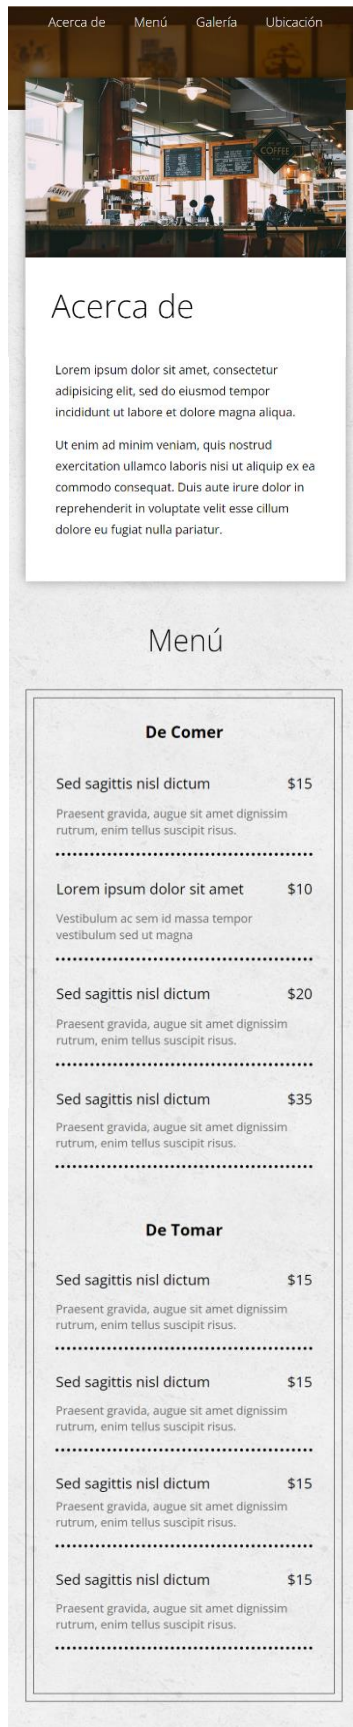 Acerca de Menú Galería Ubicación
COFFEE
Acerca de
Lorem ipsum dolor sit amet, consectetur
adipisicing elit, sed do eiusmod tempor
incididunt ut labore et dolore magna aliqua.
Ut enim ad minim veniam, quis nostrud
exercitation ullamco laboris nisi ut aliquip ex ea
commodo consequat. Duis aute irure dolor in
reprehenderit in voluptate velit esse cillum
dolore eu fugiat nulla pariatur.
Menú
De Comer
Sed sagittis nisl dictum $15
Praesent gravida, augue sit amet dignissim
rutrum, enim tellus suscipit risus.
Lorem ipsum dolor sit amet $10
Vestibulum ac sem id massa tempor
vestibulum sed ut magna
Sed sagittis nisl dictum $20
Praesent gravida, augue sit amet dignissim
rutrum, enim tellus suscipit risus.
Sed sagittis nisl dictum $35
Praesent gravida, augue sit amet dignissim
rutrum, enim tellus suscipit risus.
De Tomar
Sed sagittis nisl dictum $15
Praesent gravida, augue sit amet dignissim
rutrum, enim tellus suscipit risus.
Sed sagittis nisl dictum $15
Praesent gravida, augue sit amet dignissim
rutrum, enim tellus suscipit risus.
Sed sagittis nisl dictum $15
Praesent gravida, augue sit amet dignissim
rutrum, enim tellus suscipit risus.
Sed sagittis nisl dictum $15
Praesent gravida, augue sit amet dignissim
rutrum, enim tellus suscipit risus.